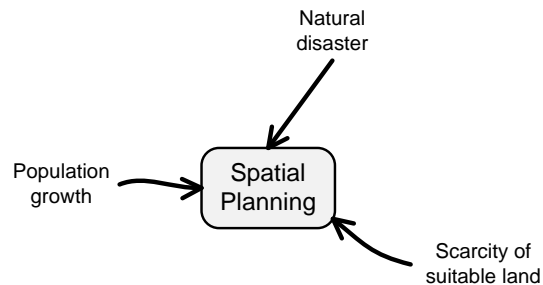 Natural
disaster
Spatial
Planning
Population
growth
Scarcity of
suitable land